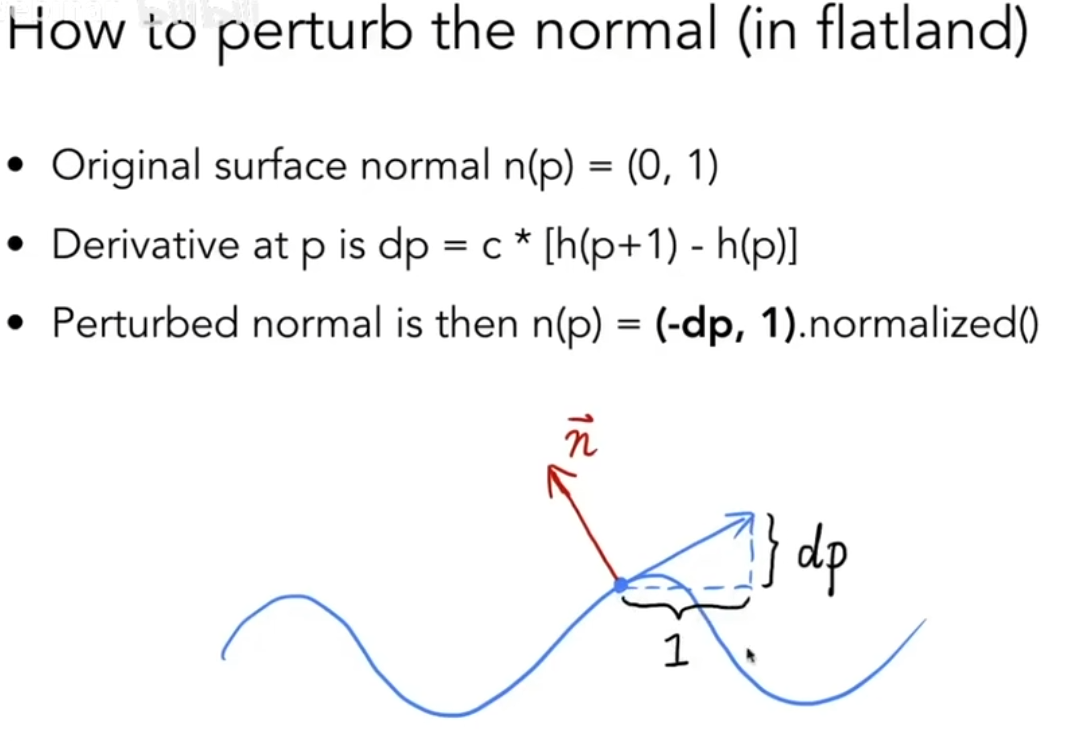 How to perturb the normal (in flatland)
• Original surface normal n(p) = (0, 1)
• Derivative at p is dp = c * [h(p+1) - h(p)]
• Perturbed normal is then n(p) = (-dp, 1).normalized()
n⃗
dp
1